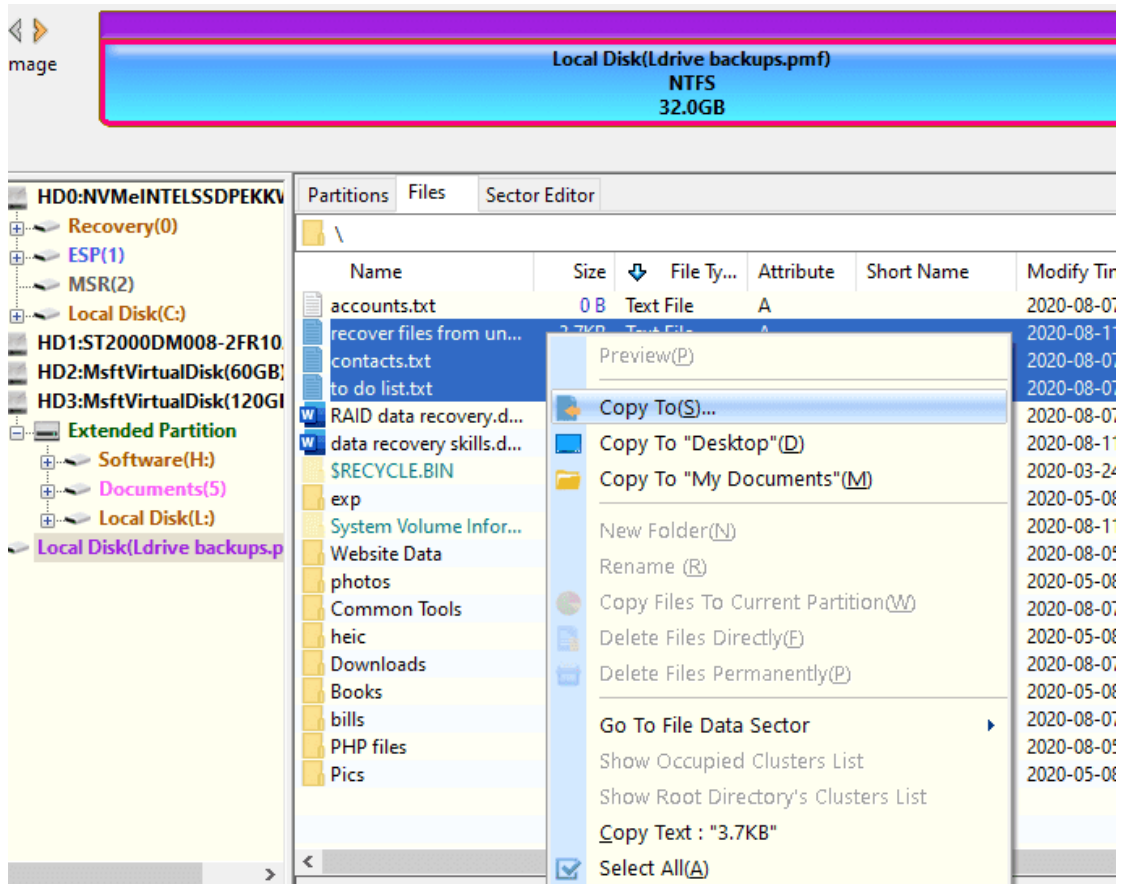 mage
Local Disk(Ldrive backups.pmf)
NTFS
32.0GB
HD0:NVMeINTELSSDPEKKV
Recovery(0)
ESP(1)
MSR(2)
Local Disk(C:)
HD1:ST2000DM008-2FR10
HD2:MsftVirtualDisk(60GB)
HD3:MsftVirtualDisk(120GI
Extended Partition
Software(H:)
Documents(5)
Local Disk(L:)
Local Disk(Ldrive backups.p
Partitions Files Sector Editor
\
Name Size File Ty... Attribute Short Name Modify Tim
accounts.txt 0 B Text File A 2020-08-07
recover files from un... 3.7KB Text File A 2020-08-11
contacts.txt 2020-08-07
to do list.txt 2020-08-07
RAID data recovery.d... 2020-08-07
data recovery skills.d... 2020-08-11
$RECYCLE.BIN 2020-03-24
exp 2020-05-08
System Volume Infor... 2020-08-11
Website Data 2020-08-05
photos 2020-05-08
Common Tools 2020-08-07
heic 2020-05-08
Downloads 2020-08-07
Books 2020-05-08
bills 2020-08-07
PHP files 2020-08-05
Pics 2020-05-08
Preview(P)
Copy To(S)...
Copy To "Desktop"(D)
Copy To "My Documents"(M)
New Folder(N)
Rename (R)
Copy Files To Current Partition(W)
Delete Files Directly(F)
Delete Files Permanently(P)
Go To File Data Sector
Show Occupied Clusters List
Show Root Directory's Clusters List
Copy Text : "3.7KB"
Select All(A)